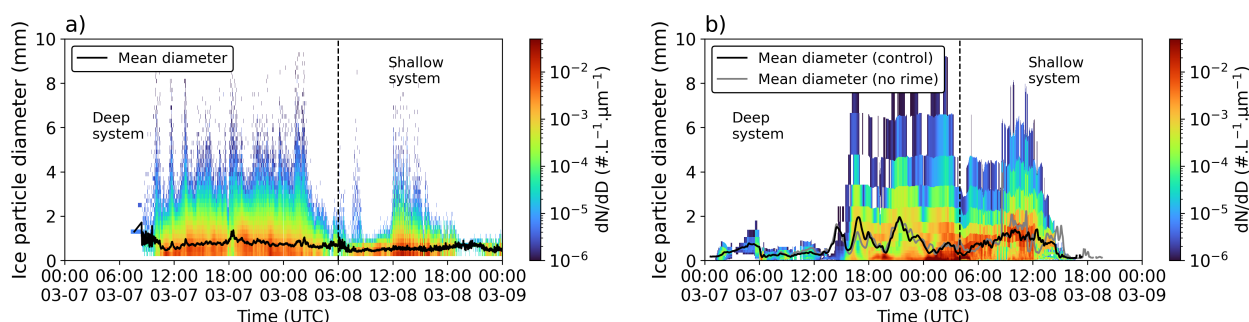 a)
Ice particle diameter (mm)
10
8
6
4
2
0
Mean diameter
Deep
system
Shallow
system
00:00 06:00 12:00 18:00 00:00 06:00 12:00 18:00 00:00
03-07 03-07 03-07 03-07 03-08 03-08 03-08 03-08 03-09
Time (UTC)
10⁻²
10⁻³
10⁻⁴
10⁻⁵
10⁻⁶
dN/dD (#.L⁻¹.µm⁻¹)
b)
Ice particle diameter (mm)
10
8
6
4
2
0
Mean diameter (control)
Mean diameter (no rime)
Deep
system
Shallow
system
00:00 06:00 12:00 18:00 00:00 06:00 12:00 18:00 00:00
03-07 03-07 03-07 03-07 03-08 03-08 03-08 03-08 03-09
Time (UTC)
10⁻²
10⁻³
10⁻⁴
10⁻⁵
10⁻⁶
dN/dD (#.L⁻¹.µm⁻¹)